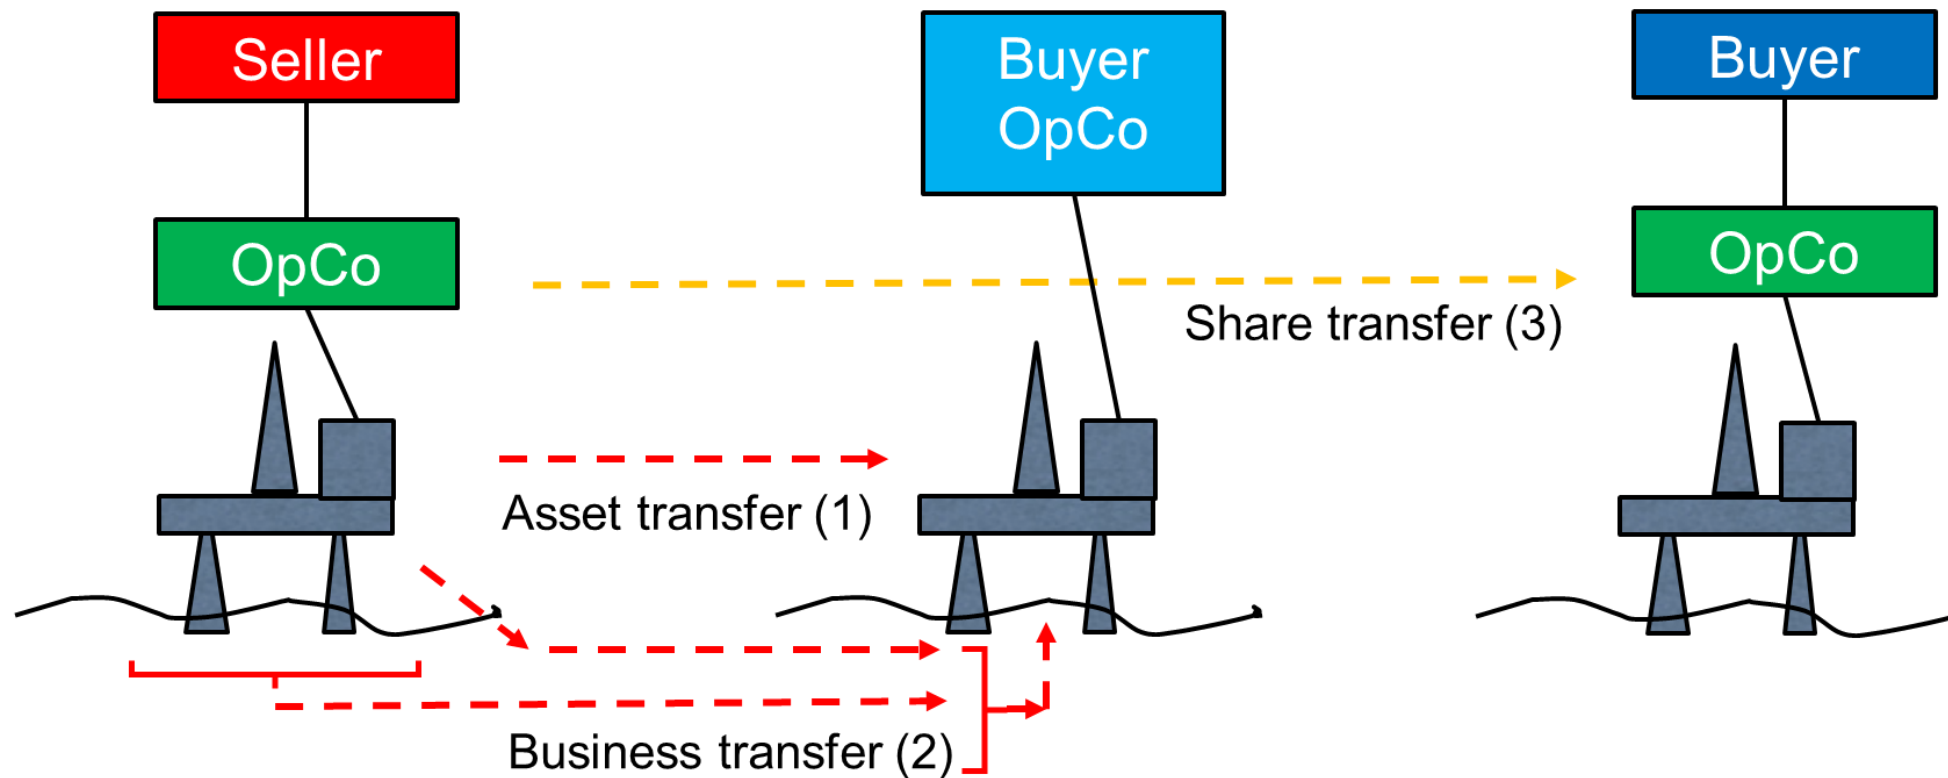 Seller
Buyer
OpCo
Buyer
OpCo
OpCo
Share transfer (3)
Asset transfer (1)
Business transfer (2)